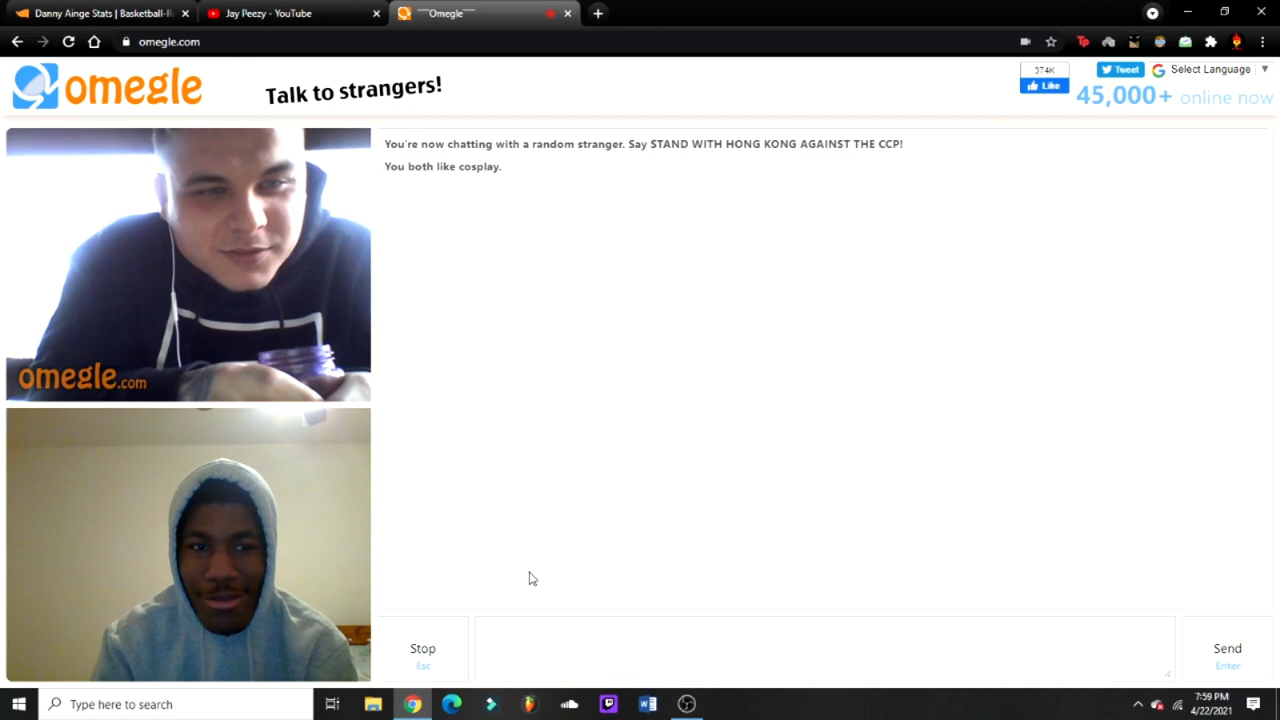 Danny Ainge Stats | Basketball-R
Jay Peezy - YouTube
Omegle
omegle.com
omegle
Talk to strangers!
374K
Like
Tweet
Select Language
45,000+ online now
You're now chatting with a random stranger. Say STAND WITH HONG KONG AGAINST THE CCP!
You both like cosplay.
omegle.com
Stop
Esc
Send
Enter
Type here to search
7:59 PM
4/22/2021